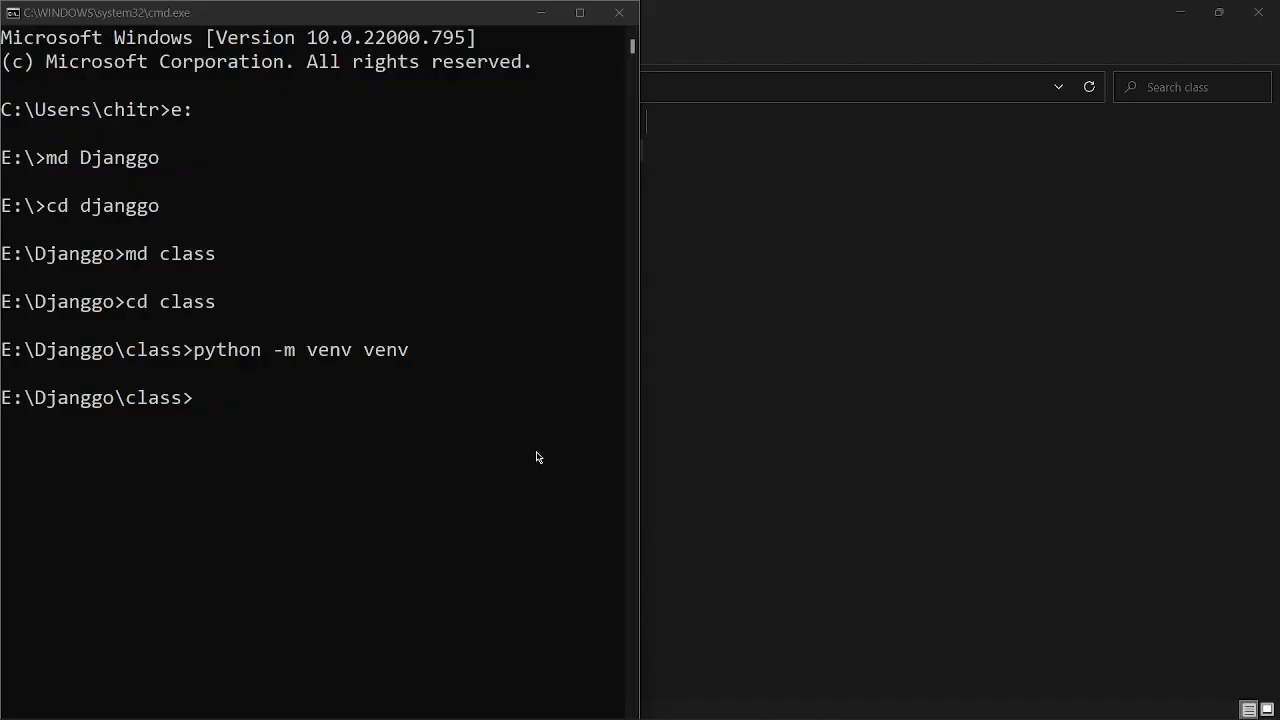 C:\WINDOWS\system32\cmd.exe
Microsoft Windows [Version 10.0.22000.795]
(c) Microsoft Corporation. All rights reserved.
C:\Users\chitr>e:
E:\>md Djanggo
E:\>cd djanggo
E:\Djanggo>md class
E:\Djanggo>cd class
E:\Djanggo\class>python -m venv venv
E:\Djanggo\class>
Search class